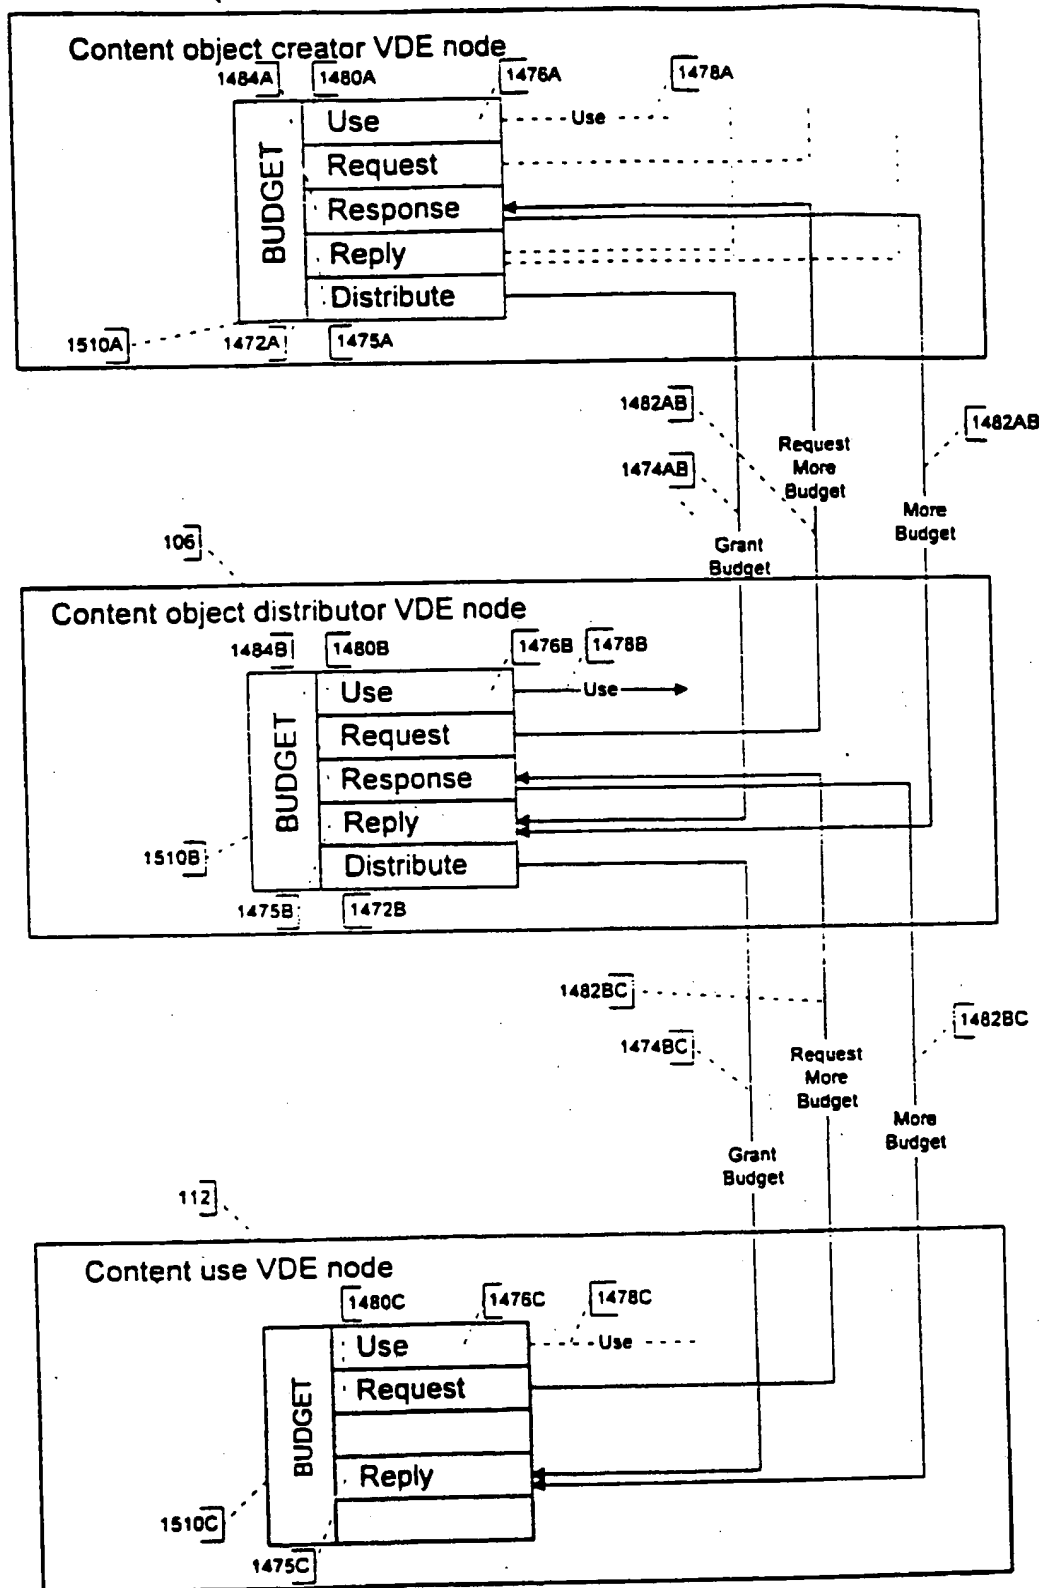 Content object creator VDE node
1484A 1480A 1476A 1478A
BUDGET
Use
Use
Request
Response
Reply
Distribute
1510A 1472A 1475A
1482AB
1482AB
Request
More
Budget
1474AB
More
Budget
Grant
Budget
106
Content object distributor VDE node
1484B 1480B 1476B 1478B
BUDGET
Use
Use
Request
Response
Reply
Distribute
1510B
1475B 1472B
1482BC
1482BC
1474BC
Request
More
Budget
More
Budget
Grant
Budget
112
Content use VDE node
1480C 1476C 1478C
BUDGET
Use
Use
Request
Reply
1510C
1475C